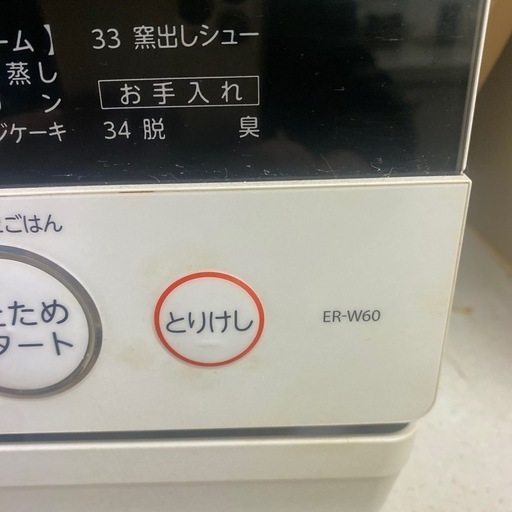 ーム】 33 窯出しシュー
蒸し
ン お手入れ
ジケーキ 34 脱 臭
ごはん
ため
タート
とりけし
ER-W60